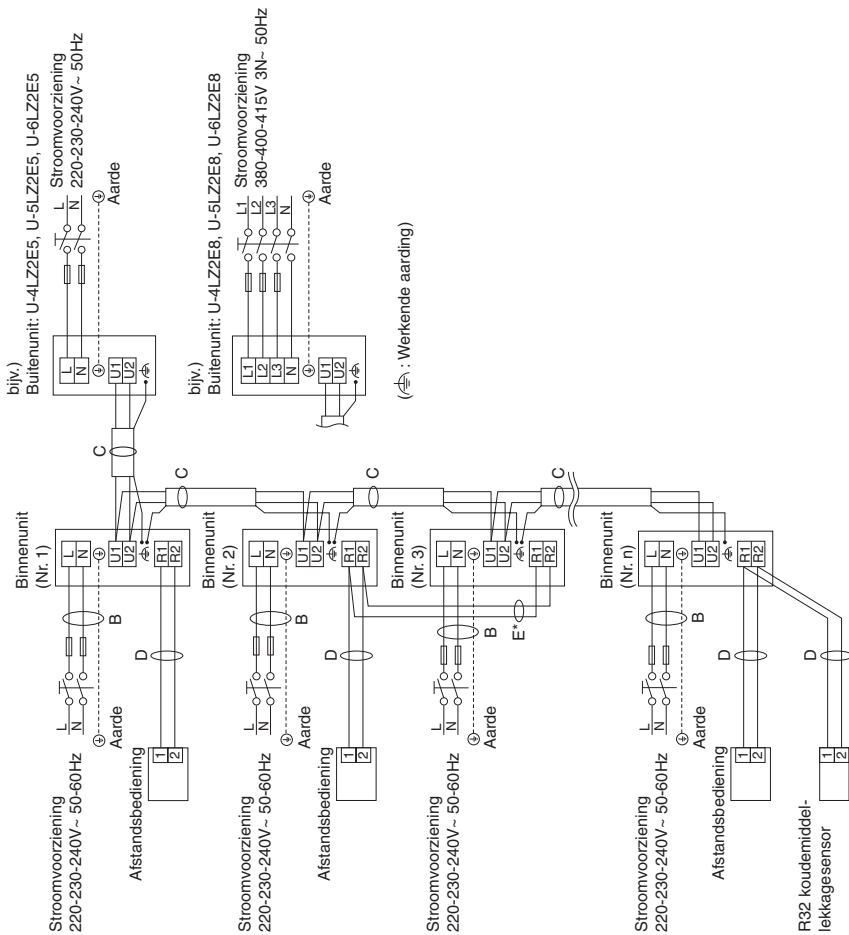 bijv.)
Buitenunit: U-4LZ2E5, U-5LZ2E5, U-6LZ2E5
Stroomvoorziening
220-230-240V~ 50Hz
L
N
Aarde
L
N
U1
U2
bijv.)
Buitenunit: U-4LZ2E8, U-5LZ2E8, U-6LZ2E8
Stroomvoorziening
380-400-415V 3N~ 50Hz
L1
L2
L3
N
Aarde
L1
L2
L3
N
U1
U2
( : Werkende aarding)
C
Binnenunit
(Nr. 1)
L
N
U1
U2
R1
R2
B
D
L
N
Aarde
Stroomvoorziening
220-230-240V~ 50-60Hz
Afstandsbediening
1
2
C
Binnenunit
(Nr. 2)
L
N
U1
U2
R1
R2
B
D
L
N
Aarde
Stroomvoorziening
220-230-240V~ 50-60Hz
Afstandsbediening
1
2
C
Binnenunit
(Nr. 3)
L
N
U1
U2
R1
R2
B
E*
L
N
Aarde
Stroomvoorziening
220-230-240V~ 50-60Hz
C
Binnenunit
(Nr. n)
L
N
U1
U2
R1
R2
B
D
L
N
Aarde
Stroomvoorziening
220-230-240V~ 50-60Hz
Afstandsbediening
1
2
D
R32 koudemiddel-
lekkagesensor
1
2